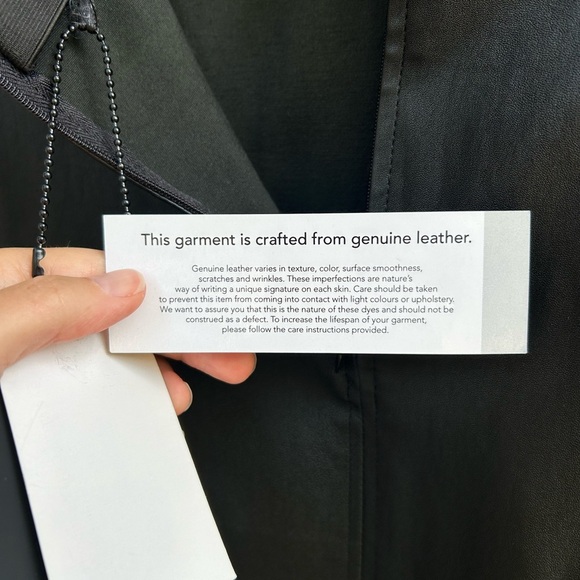 This garment is crafted from genuine leather.
Genuine leather varies in texture, color, surface smoothness,
scratches and wrinkles. These imperfections are nature's
way of writing a unique signature on each skin. Care should be taken
to prevent this item from coming into contact with light colours or upholstery.
We want to assure you that this is the nature of these dyes and should not be
construed as a defect. To increase the lifespan of your garment,
please follow the care instructions provided.